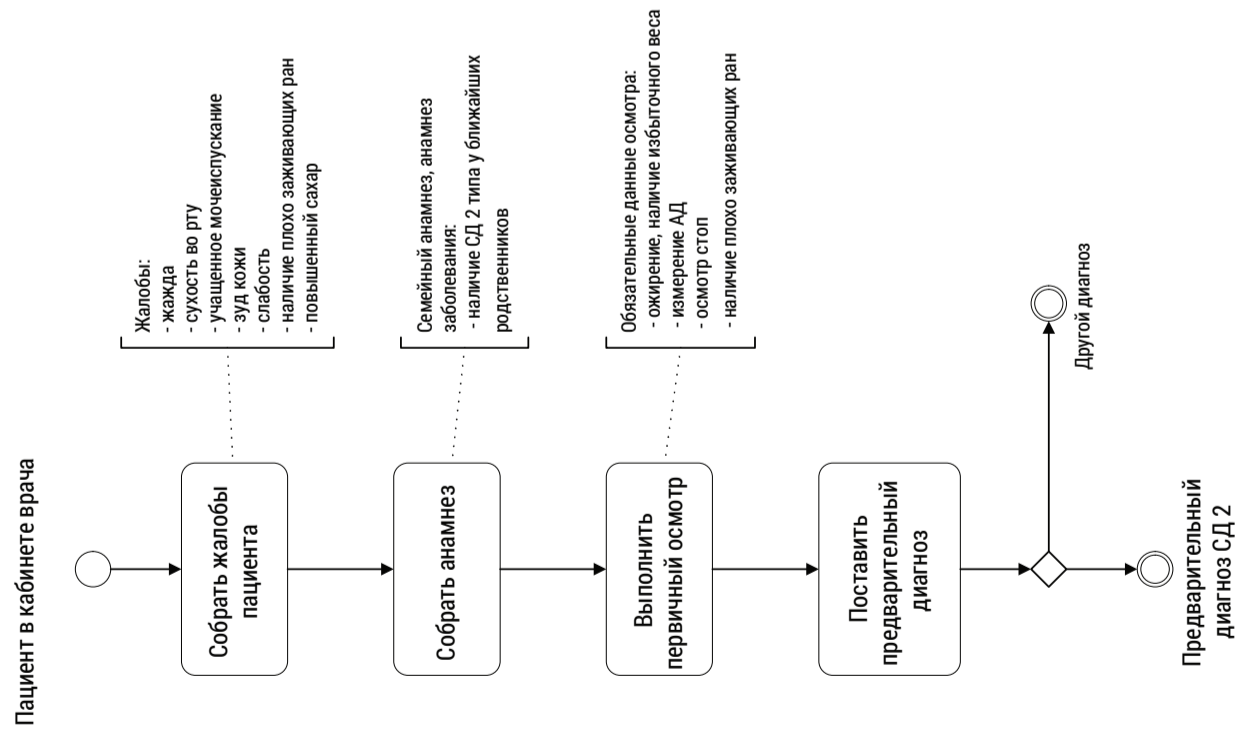 Пациент в кабинете врача
Собрать жалобы
пациента
Жалобы:
- жажда
- сухость во рту
- учащенное мочеиспускание
- зуд кожи
- слабость
- наличие плохо заживающих ран
- повышенный сахар
Собрать анамнез
Семейный анамнез, анамнез
заболевания:
- наличие СД 2 типа у ближайших
родственников
Выполнить
первичный осмотр
Обязательные данные осмотра:
- ожирение, наличие избыточного веса
- измерение АД
- осмотр стоп
- наличие плохо заживающих ран
Поставить
предварительный
диагноз
Другой диагноз
Предварительный
диагноз СД 2